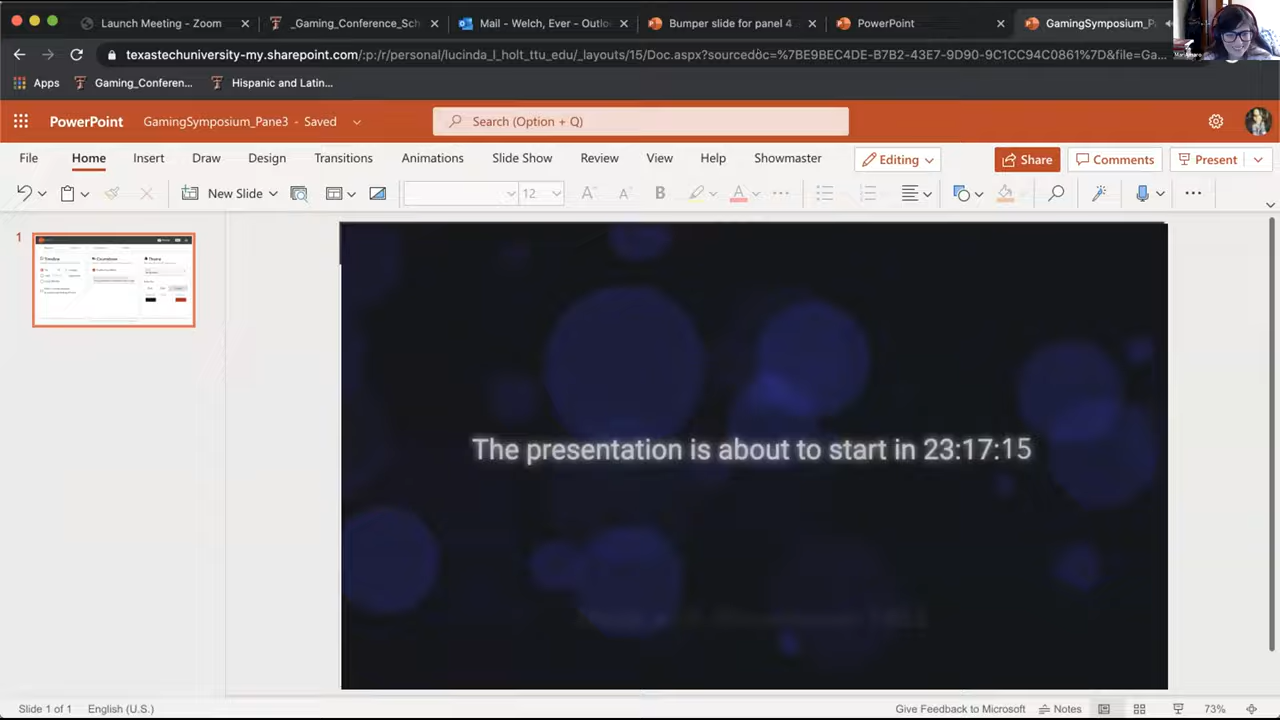 Launch Meeting - Zoom
_Gaming_Conference_Sch
Mail - Welch, Ever - Outlo
Bumper slide for panel 4
PowerPoint
GamingSymposium_P
texastechuniversity-my.sharepoint.com/:p:/r/personal/lucinda_l_holt_ttu_edu/_layouts/15/Doc.aspx?sourcedoc=%7BE9BEC4DE-B7B2-43E7-9D90-9C1CC94C0861%7D&file=Ga...
Apps
Gaming_Conferen...
Hispanic and Latin...
PowerPoint
GamingSymposium_Pane3 - Saved
Search (Option + Q)
File Home Insert Draw Design Transitions Animations Slide Show Review View Help Showmaster Editing Share Comments Present
New Slide
12
B
A
1
Timeline
Countdown
Theme
The presentation is about to start in 23:17:15
Slide 1 of 1
English (U.S.)
Give Feedback to Microsoft
Notes
73%